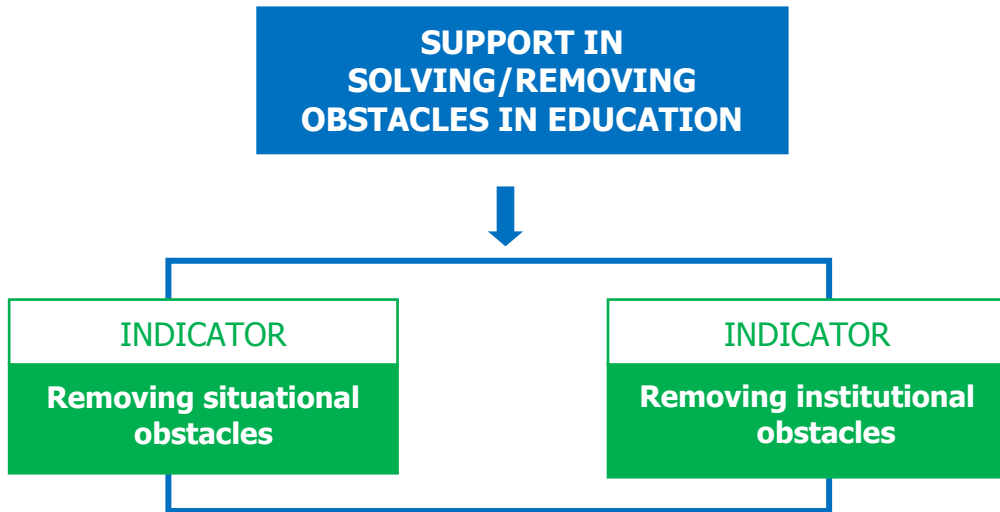 SUPPORT IN
SOLVING/REMOVING
OBSTACLES IN EDUCATION
INDICATOR
Removing situational
obstacles
INDICATOR
Removing institutional
obstacles